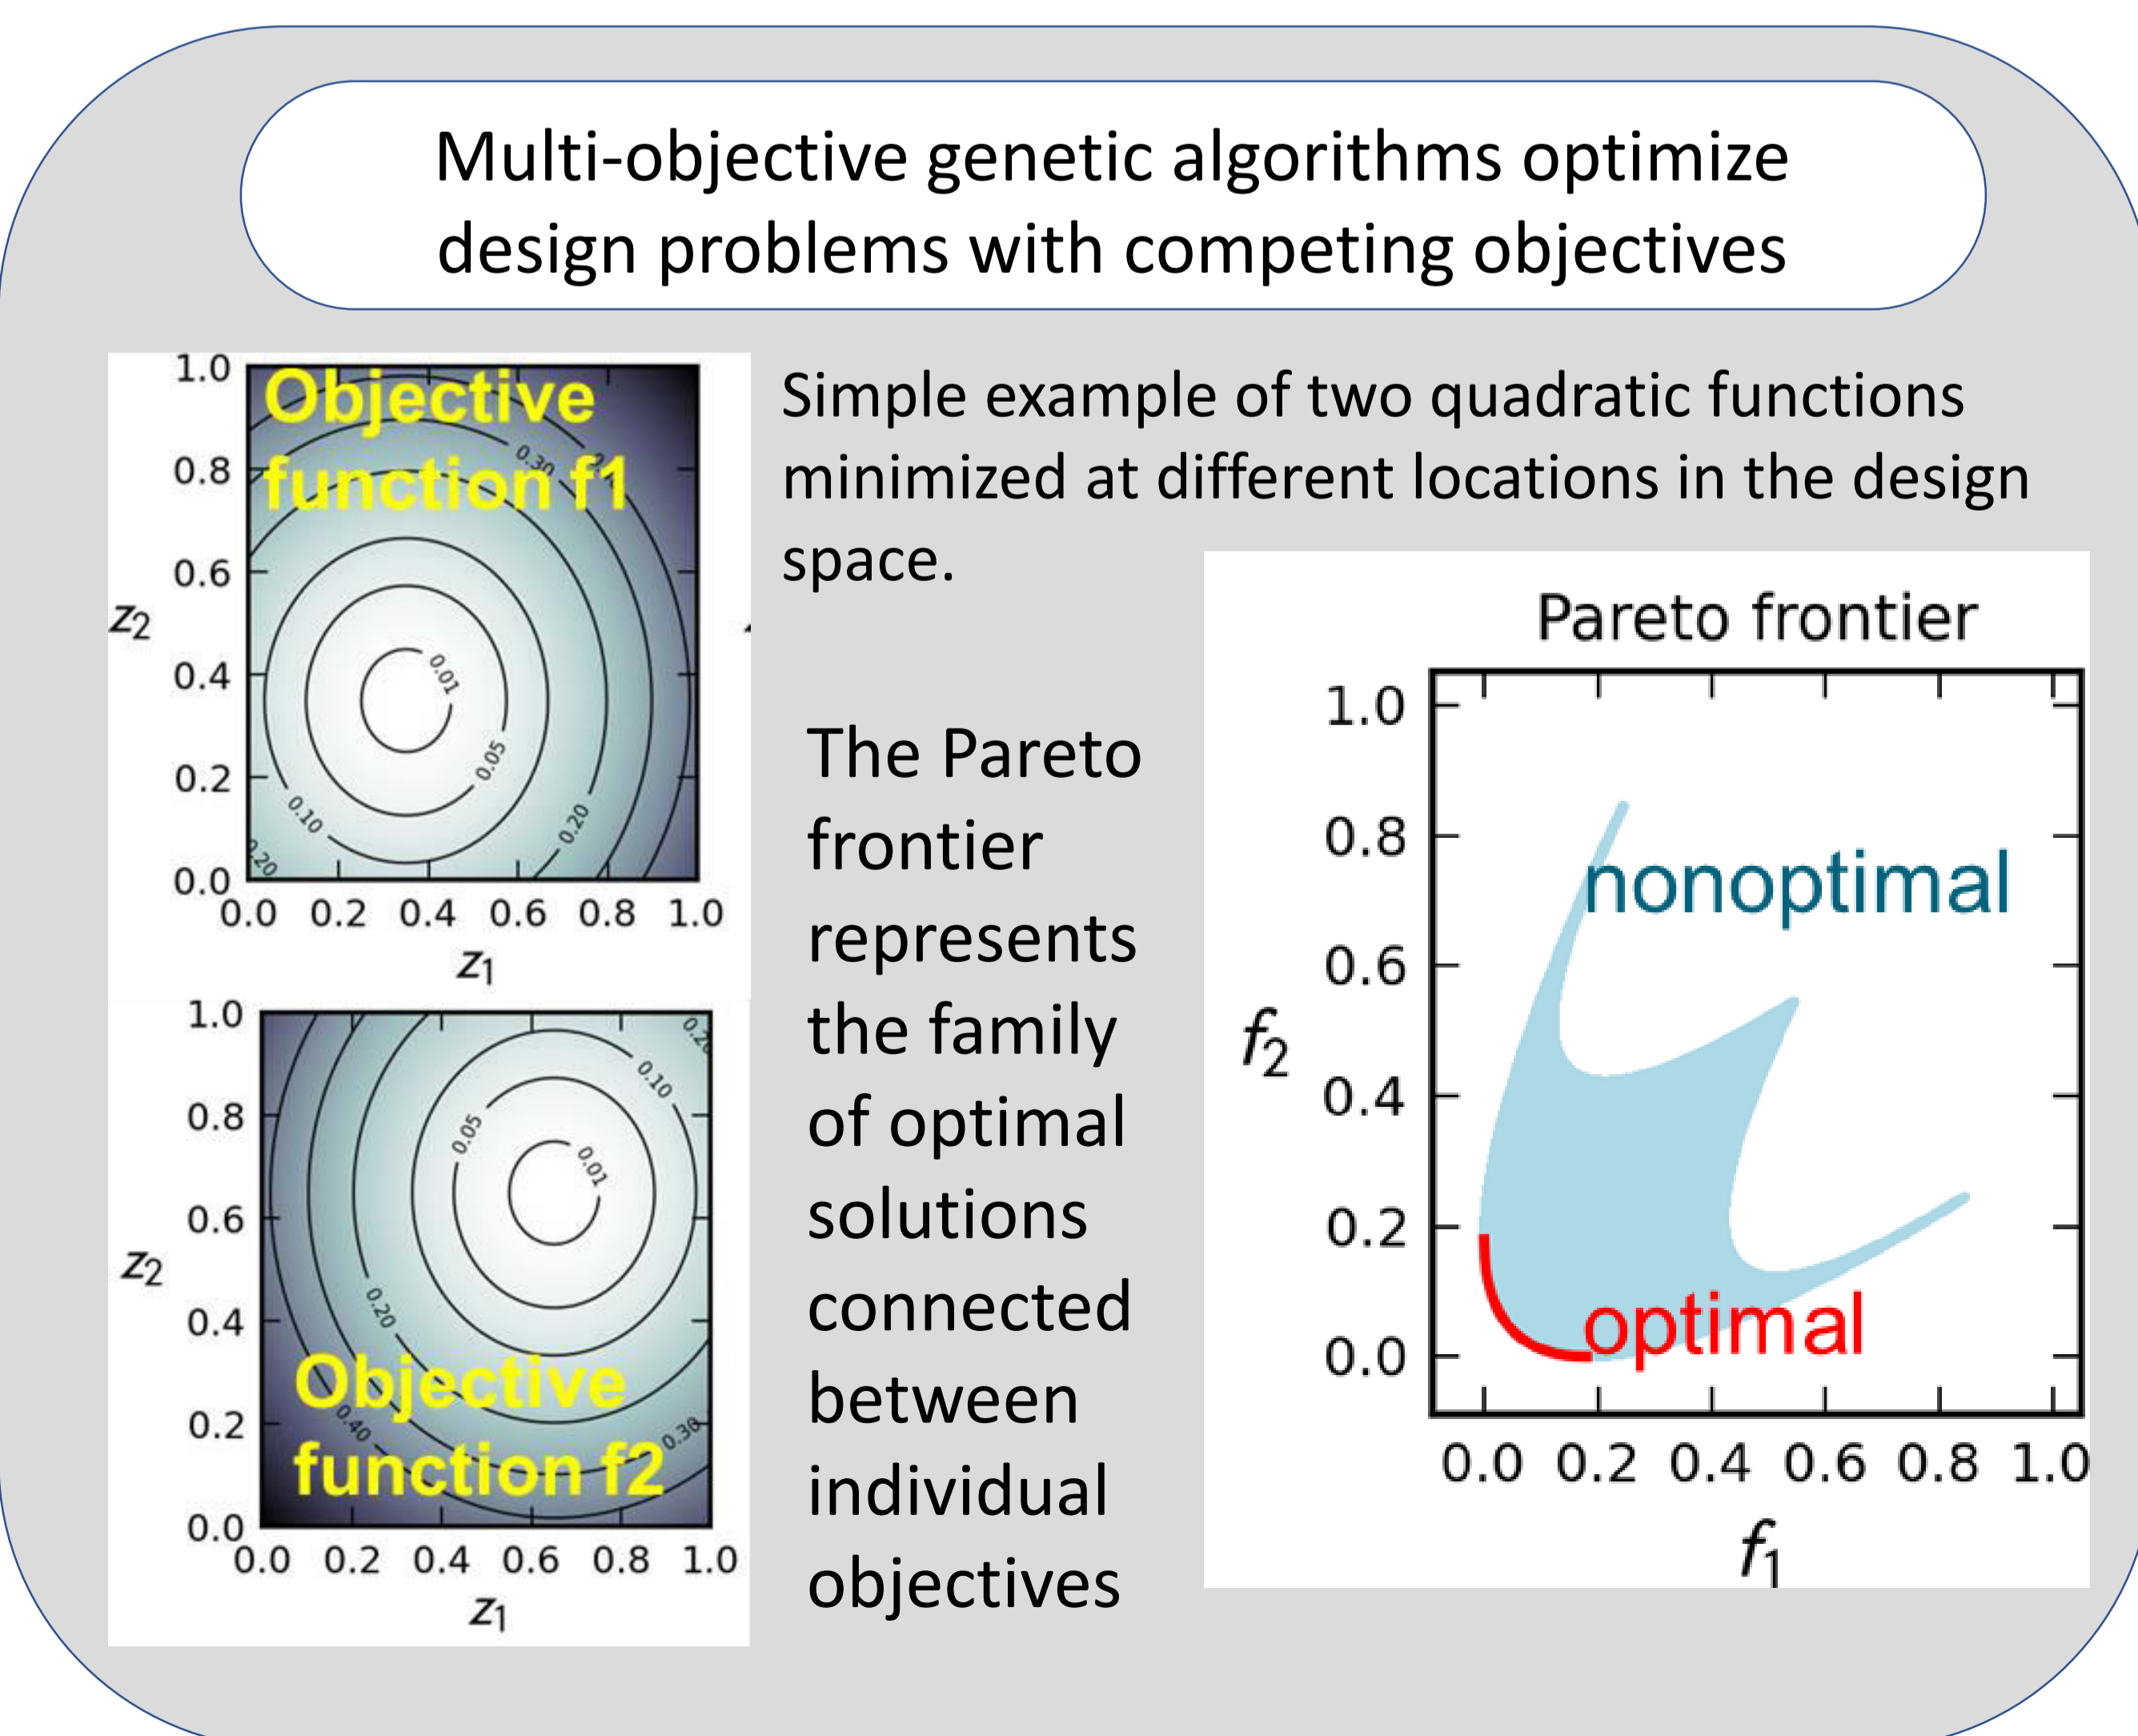 Multi-objective genetic algorithms optimize
design problems with competing objectives
Objective
function f1
1.0
0.8
0.6
0.4
0.2
0.0
z2
0.30
0.01
0.05
0.10
0.20
0.20
0.0 0.2 0.4 0.6 0.8 1.0
z1
Simple example of two quadratic functions
minimized at different locations in the design
space.
1.0
0.8
0.6
0.4
0.2
0.0
z2
0.20
0.10
0.05
0.01
0.20
0.40
0.30
Objective
function f2
0.0 0.2 0.4 0.6 0.8 1.0
z1
The Pareto
frontier
represents
the family
of optimal
solutions
connected
between
individual
objectives
Pareto frontier
1.0
0.8
0.6
0.4
0.2
0.0
f2
nonoptimal
optimal
0.0 0.2 0.4 0.6 0.8 1.0
f1